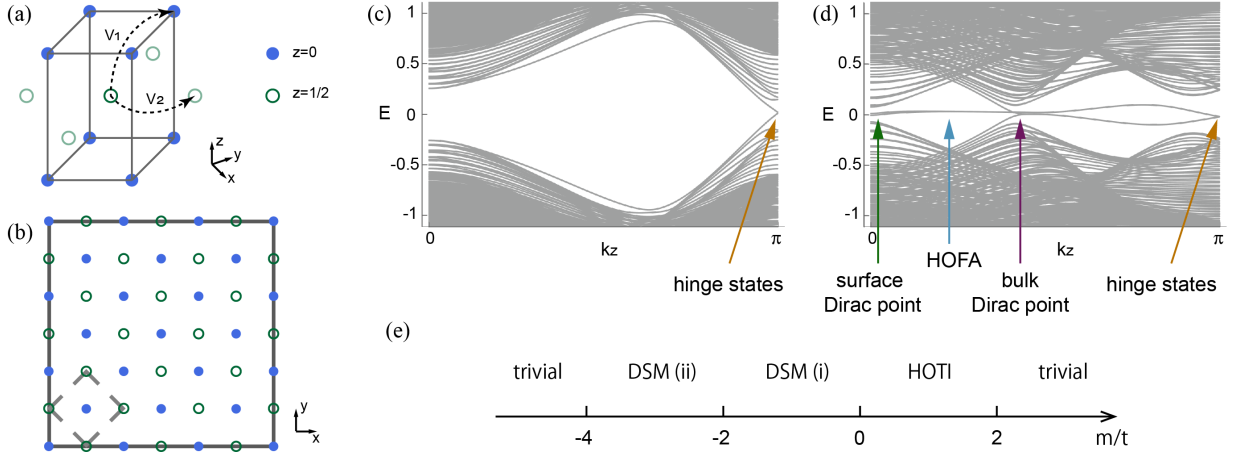 (a)
V₁
V₂
z=0
z=1/2
z
y
x
(b)
y
x
(c)
1
0.5
E
0
-0.5
-1
0
kz
π
hinge states
(d)
1
0.5
E
0
-0.5
-1
0
HOFA
kz
π
surface
Dirac point
bulk
Dirac point
hinge states
(e)
trivial
DSM (ii)
DSM (i)
HOTI
trivial
-4
-2
0
2
m/t